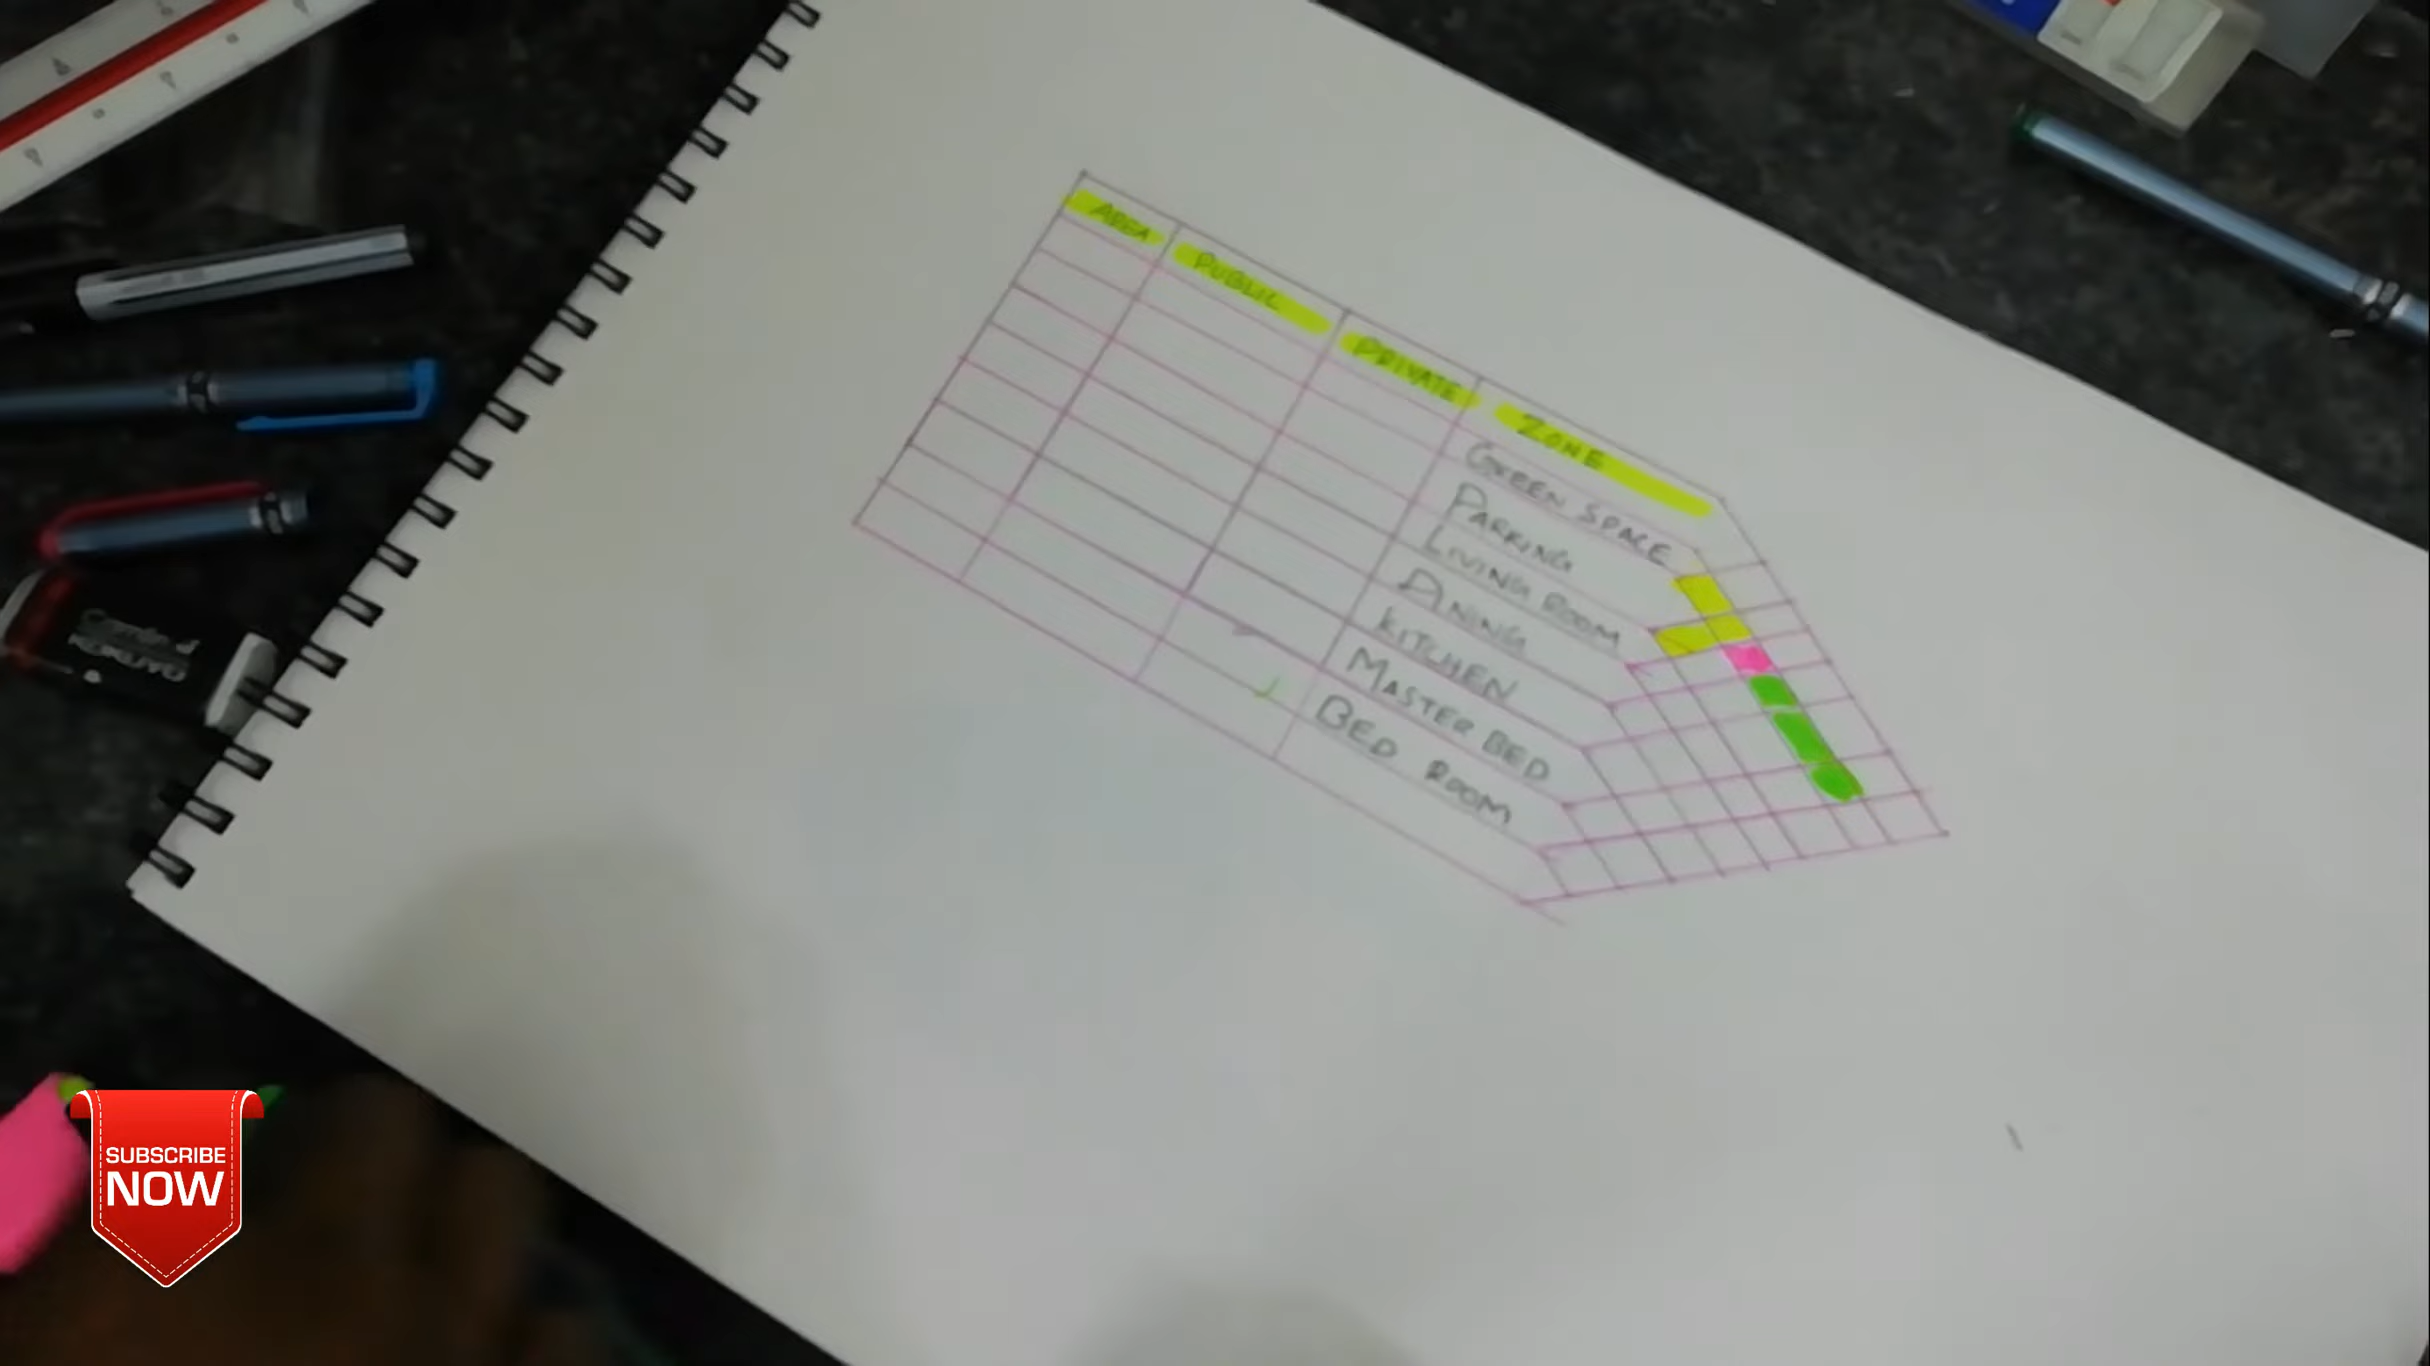 AREA PUBLIC PRIVATE ZONE
GREEN SPACE
PARKING
LIVING ROOM
DINING
KITCHEN
MASTER BED
BED ROOM
SUBSCRIBE
NOW